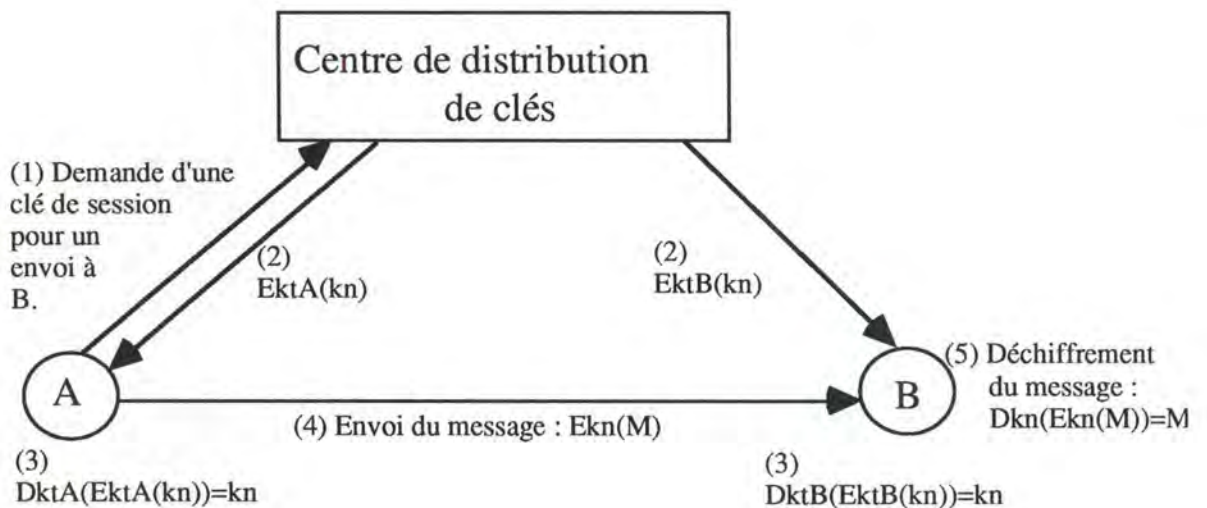 Centre de distribution
de clés
(1) Demande d'une
clé de session
pour un
envoi à
B.
(2)
EktA(kn)
(2)
EktB(kn)
A
B
(4) Envoi du message : Ekn(M)
(5) Déchiffrement
du message :
Dkn(Ekn(M))=M
(3)
DktA(EktA(kn))=kn
(3)
DktB(EktB(kn))=kn